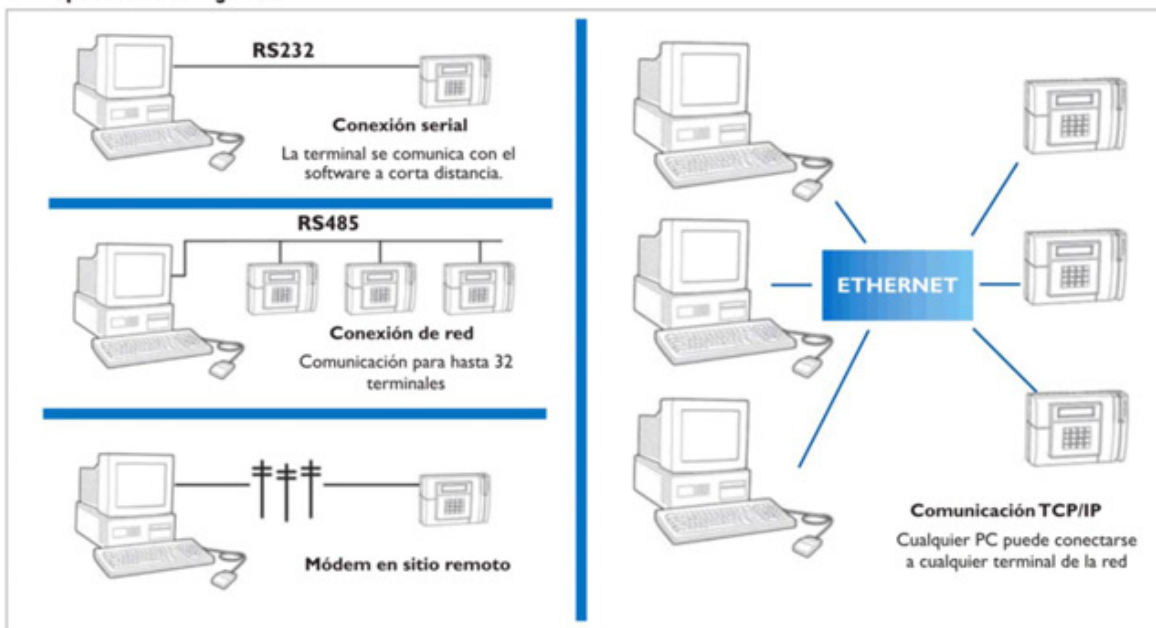 RS232
Conexión serial
La terminal se comunica con el
software a corta distancia.
RS485
Conexión de red
Comunicación para hasta 32
terminales
Módem en sitio remoto
ETHERNET
Comunicación TCP/IP
Cualquier PC puede conectarse
a cualquier terminal de la red